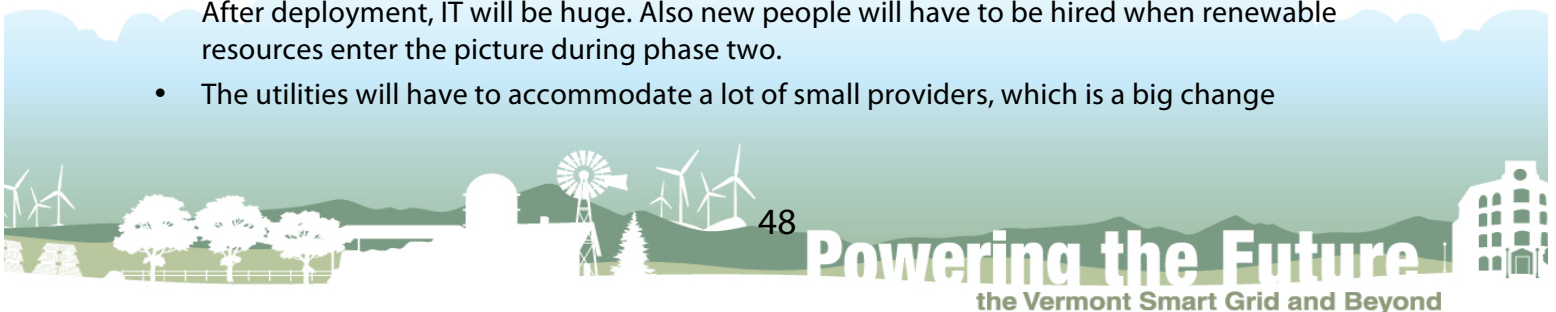 After deployment, IT will be huge. Also new people will have to be hired when renewable
resources enter the picture during phase two.
• The utilities will have to accommodate a lot of small providers, which is a big change
48
Powering the Future
the Vermont Smart Grid and Beyond